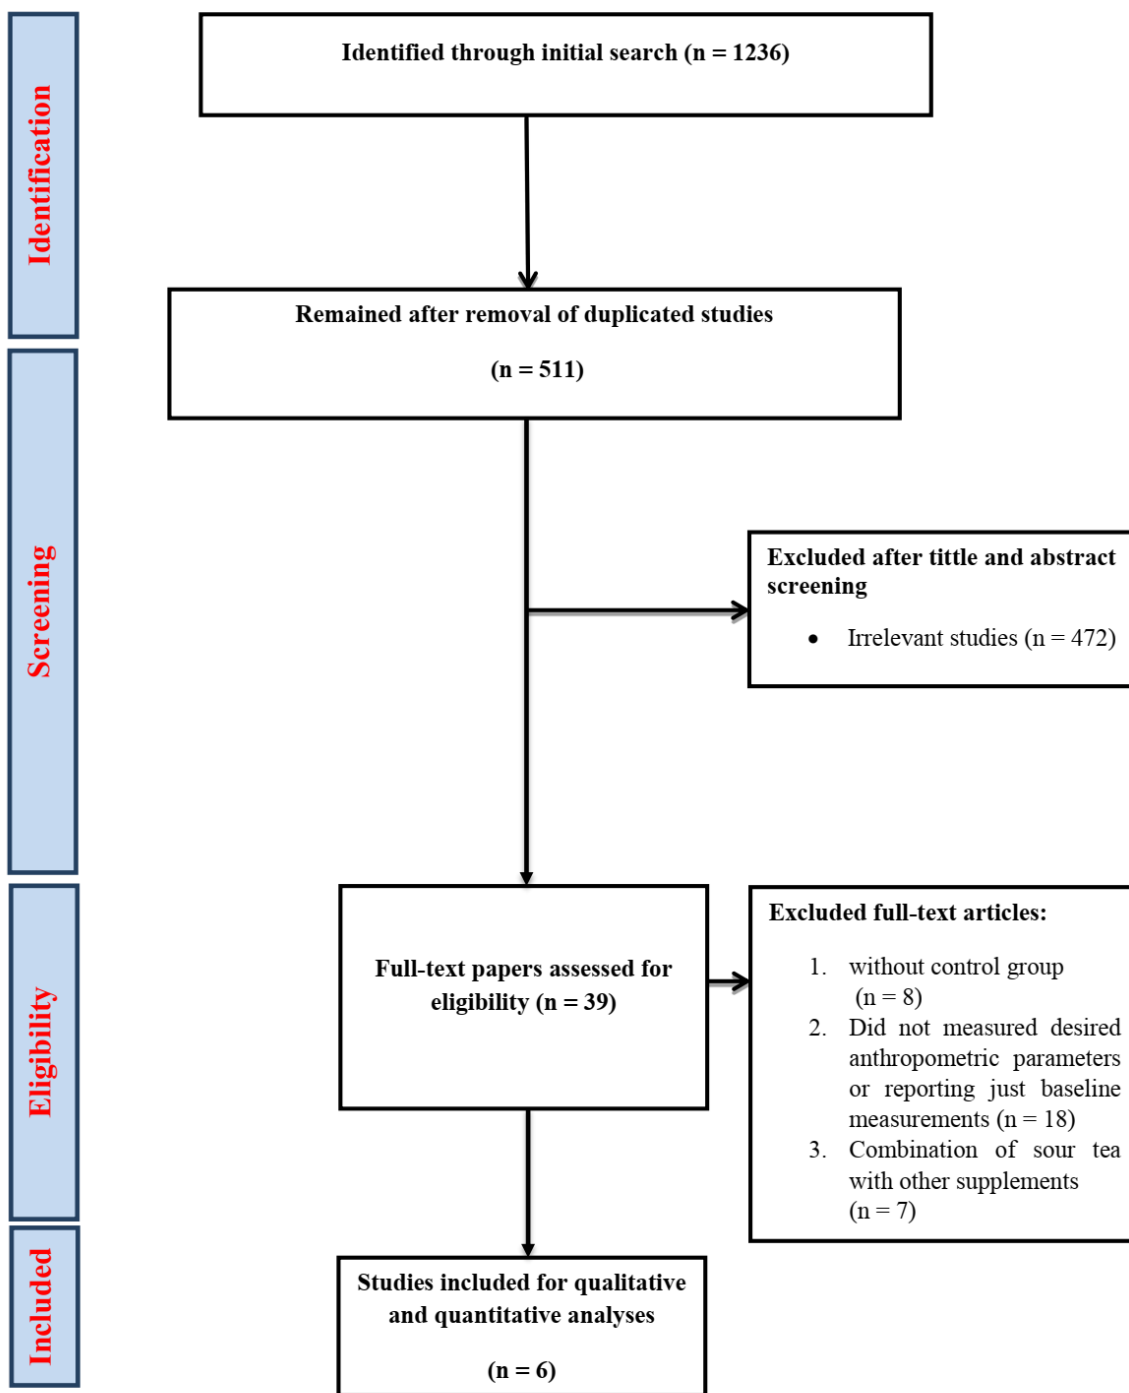 Identification
Identified through initial search (n = 1236)
Remained after removal of duplicated studies
(n = 511)
Screening
Excluded after tittle and abstract
screening
• Irrelevant studies (n = 472)
Eligibility
Full-text papers assessed for
eligibility (n = 39)
Excluded full-text articles:
1. without control group
(n = 8)
2. Did not measured desired
anthropometric parameters
or reporting just baseline
measurements (n = 18)
3. Combination of sour tea
with other supplements
(n = 7)
Included
Studies included for qualitative
and quantitative analyses
(n = 6)